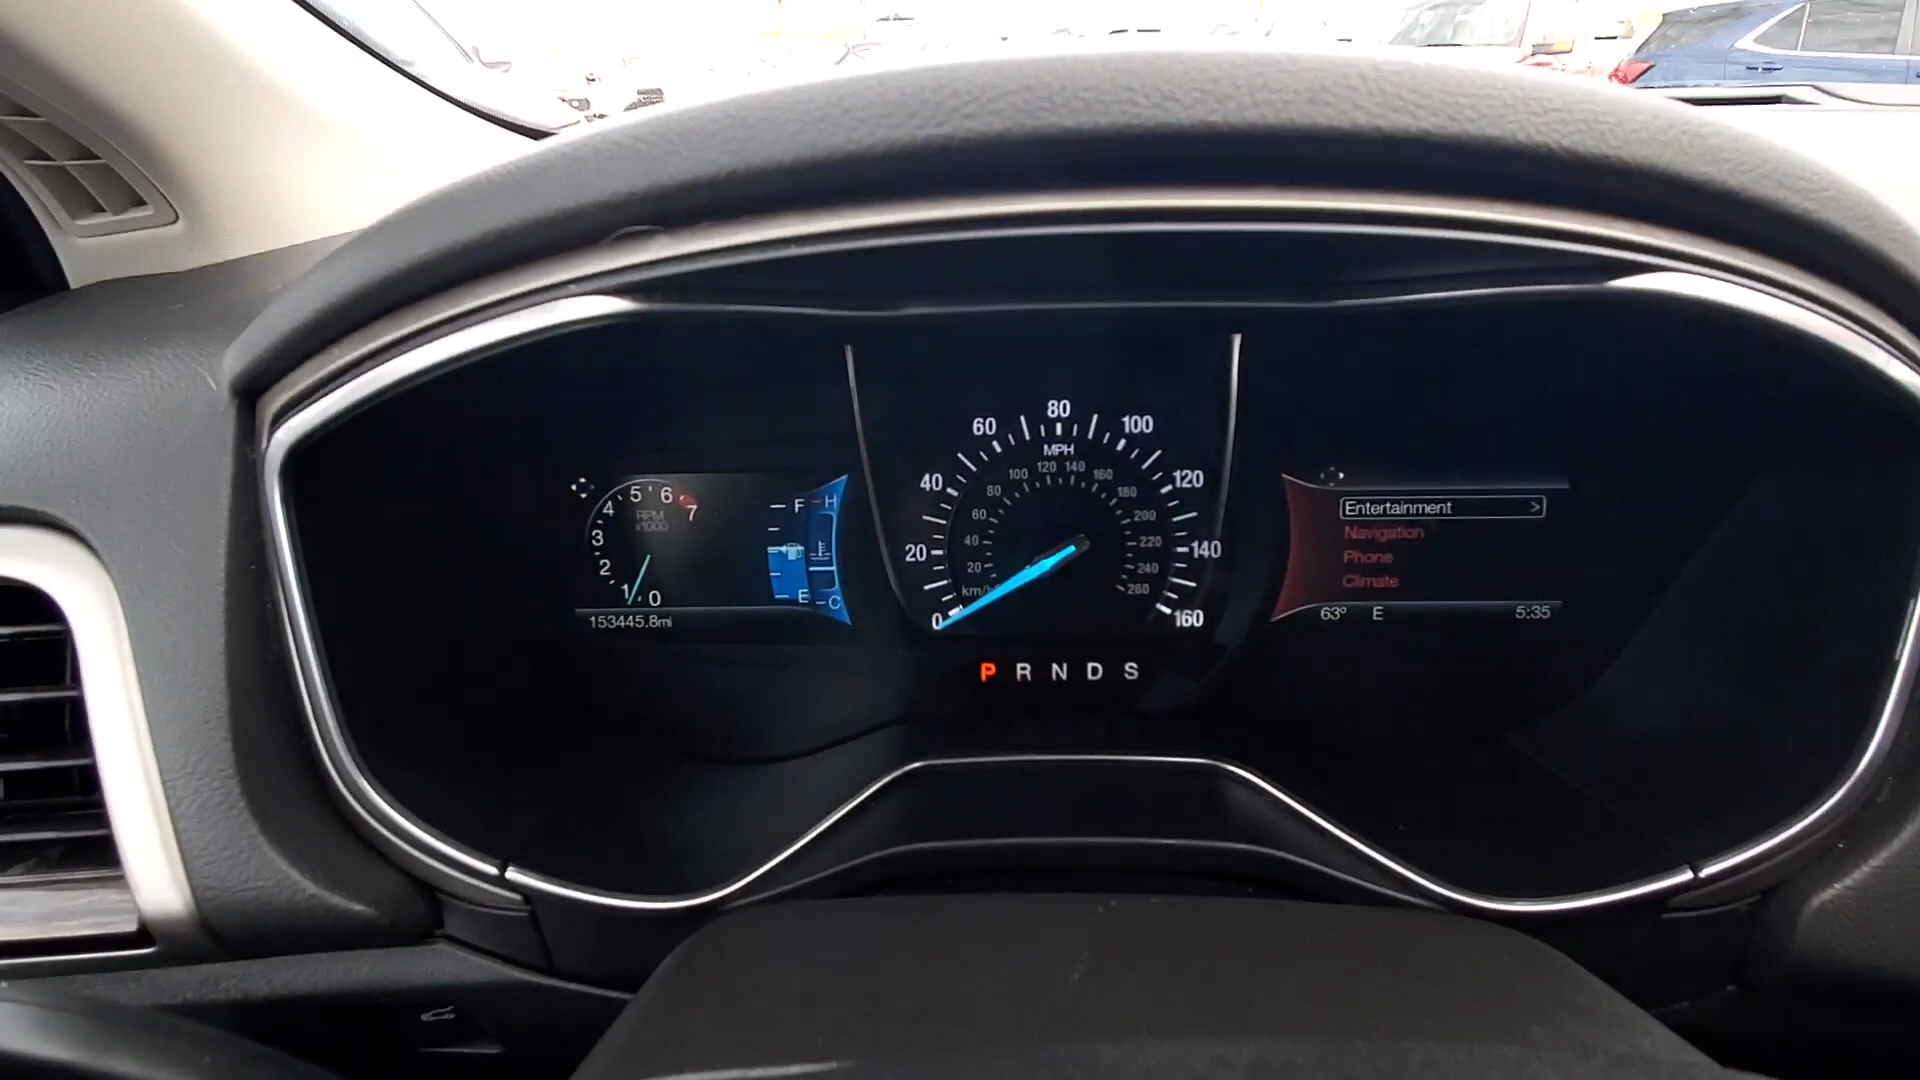 4 5 6 7
RPM
x1000
3
2
1 0
F H
E C
153445.8mi
0 20 40 60 80 100 120 140 160
MPH
20 40 60 80 100 120 140 160 180 200 220 240 260
P R N D S
Entertainment >
Navigation
Phone
Climate
63° E 5:35